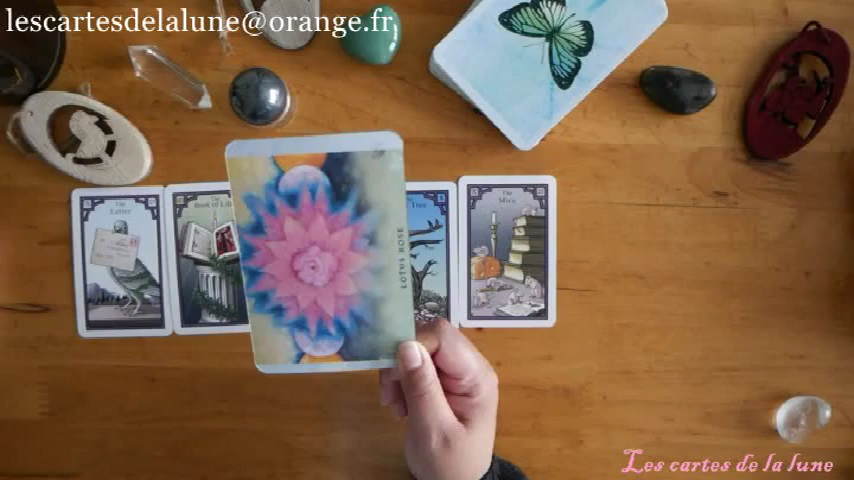 lescartesdelalune@orange.fr
The
Letter
The
Book of Life
LOTUS ROSE
Tree
The
Mice
Les cartes de la lune